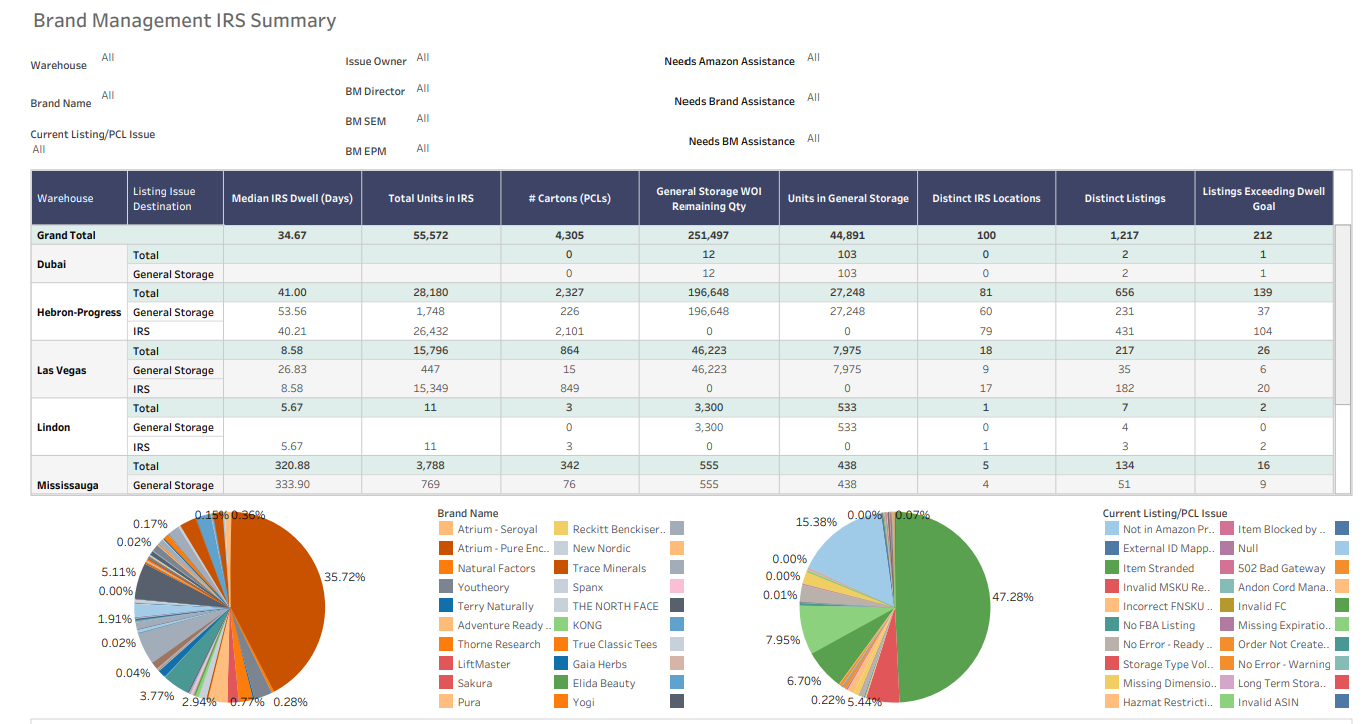 Brand Management IRS Summary
Warehouse All Issue Owner All Needs Amazon Assistance All
BM Director All
Brand Name All Needs Brand Assistance All
BM SEM All
Current Listing/PCL Issue Needs BM Assistance All
All BM EPM All
Warehouse Listing Issue Destination Median IRS Dwell (Days) Total Units in IRS # Cartons (PCLs) General Storage WOI Remaining Qty Units in General Storage Distinct IRS Locations Distinct Listings Listings Exceeding Dwell Goal
Grand Total 34.67 55,572 4,305 251,497 44,891 100 1,217 212
Dubai Total 0 12 103 0 2 1
General Storage 0 12 103 0 2 1
Hebron-Progress Total 41.00 28,180 2,327 196,648 27,248 81 656 139
General Storage 53.56 1,748 226 196,648 27,248 60 231 37
IRS 40.21 26,432 2,101 0 0 79 431 104
Las Vegas Total 8.58 15,796 864 46,223 7,975 18 217 26
General Storage 26.83 447 15 46,223 7,975 9 35 6
IRS 8.58 15,349 849 0 0 17 182 20
Lindon Total 5.67 11 3 3,300 533 1 7 2
General Storage 0 3,300 533 0 4 0
IRS 5.67 11 3 0 0 1 3 2
Mississauga Total 320.88 3,788 342 555 438 5 134 16
General Storage 333.90 769 76 555 438 4 51 9
0.15% 0.36%
0.17%
0.02%
35.72%
5.11%
0.00%
1.91%
0.02%
0.04%
3.77%
2.94% 0.77% 0.28%
Brand Name
Atrium - Seroyal Reckitt Benckiser..
Atrium - Pure Enc.. New Nordic
Natural Factors Trace Minerals
Youtheory Spanx
Terry Naturally THE NORTH FACE
Adventure Ready .. KONG
Thorne Research True Classic Tees
LiftMaster Gaia Herbs
Sakura Elida Beauty
Pura Yogi
0.00% 0.07%
15.38%
0.00%
0.00%
0.01%
47.28%
7.95%
6.70%
0.22% 5.44%
Current Listing/PCL Issue
Not in Amazon Pr.. Item Blocked by ..
External ID Mapp.. Null
Item Stranded 502 Bad Gateway
Invalid MSKU Re.. Andon Cord Mana..
Incorrect FNSKU .. Invalid FC
No FBA Listing Missing Expiratio..
No Error - Ready .. Order Not Create..
Storage Type Vol.. No Error - Warning
Missing Dimensio.. Long Term Stora..
Hazmat Restricti.. Invalid ASIN